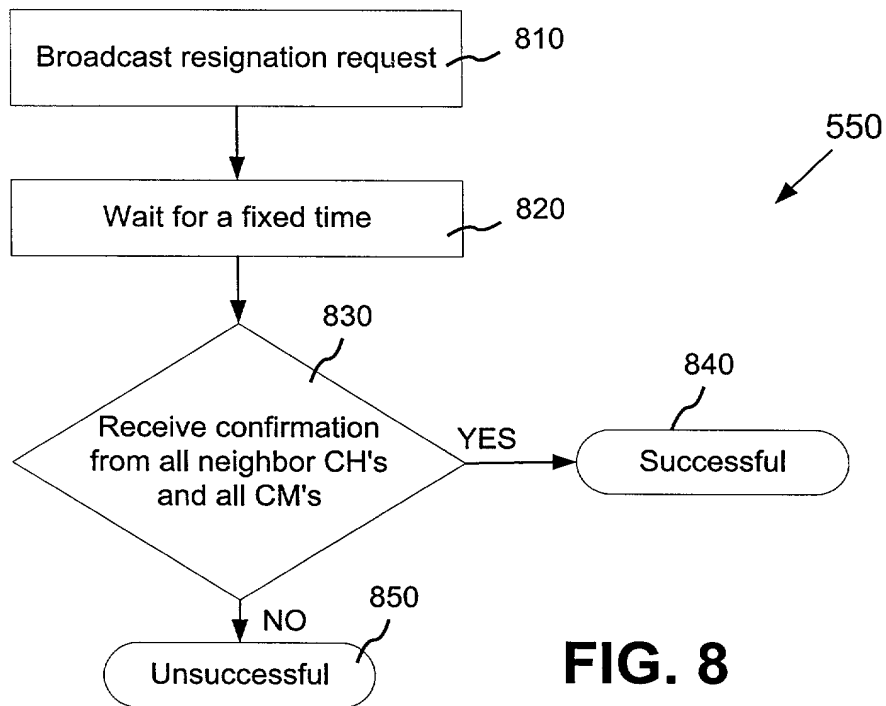 Broadcast resignation request
810
550
Wait for a fixed time
820
830
Receive confirmation
from all neighbor CH's
and all CM's
YES
840
Successful
NO
850
Unsuccessful
FIG. 8